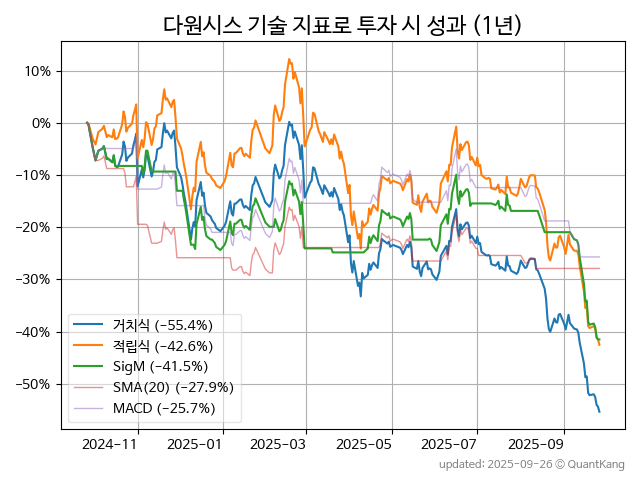 다원시스 기술 지표로 투자 시 성과 (1년)
10%
0%
−10%
−20%
−30%
−40%
−50%
거치식 (−55.4%)
적립식 (−42.6%)
SigM (−41.5%)
SMA(20) (−27.9%)
MACD (−25.7%)
2024−11 2025−01 2025−03 2025−05 2025−07 2025−09
updated: 2025-09-26 © QuantKang